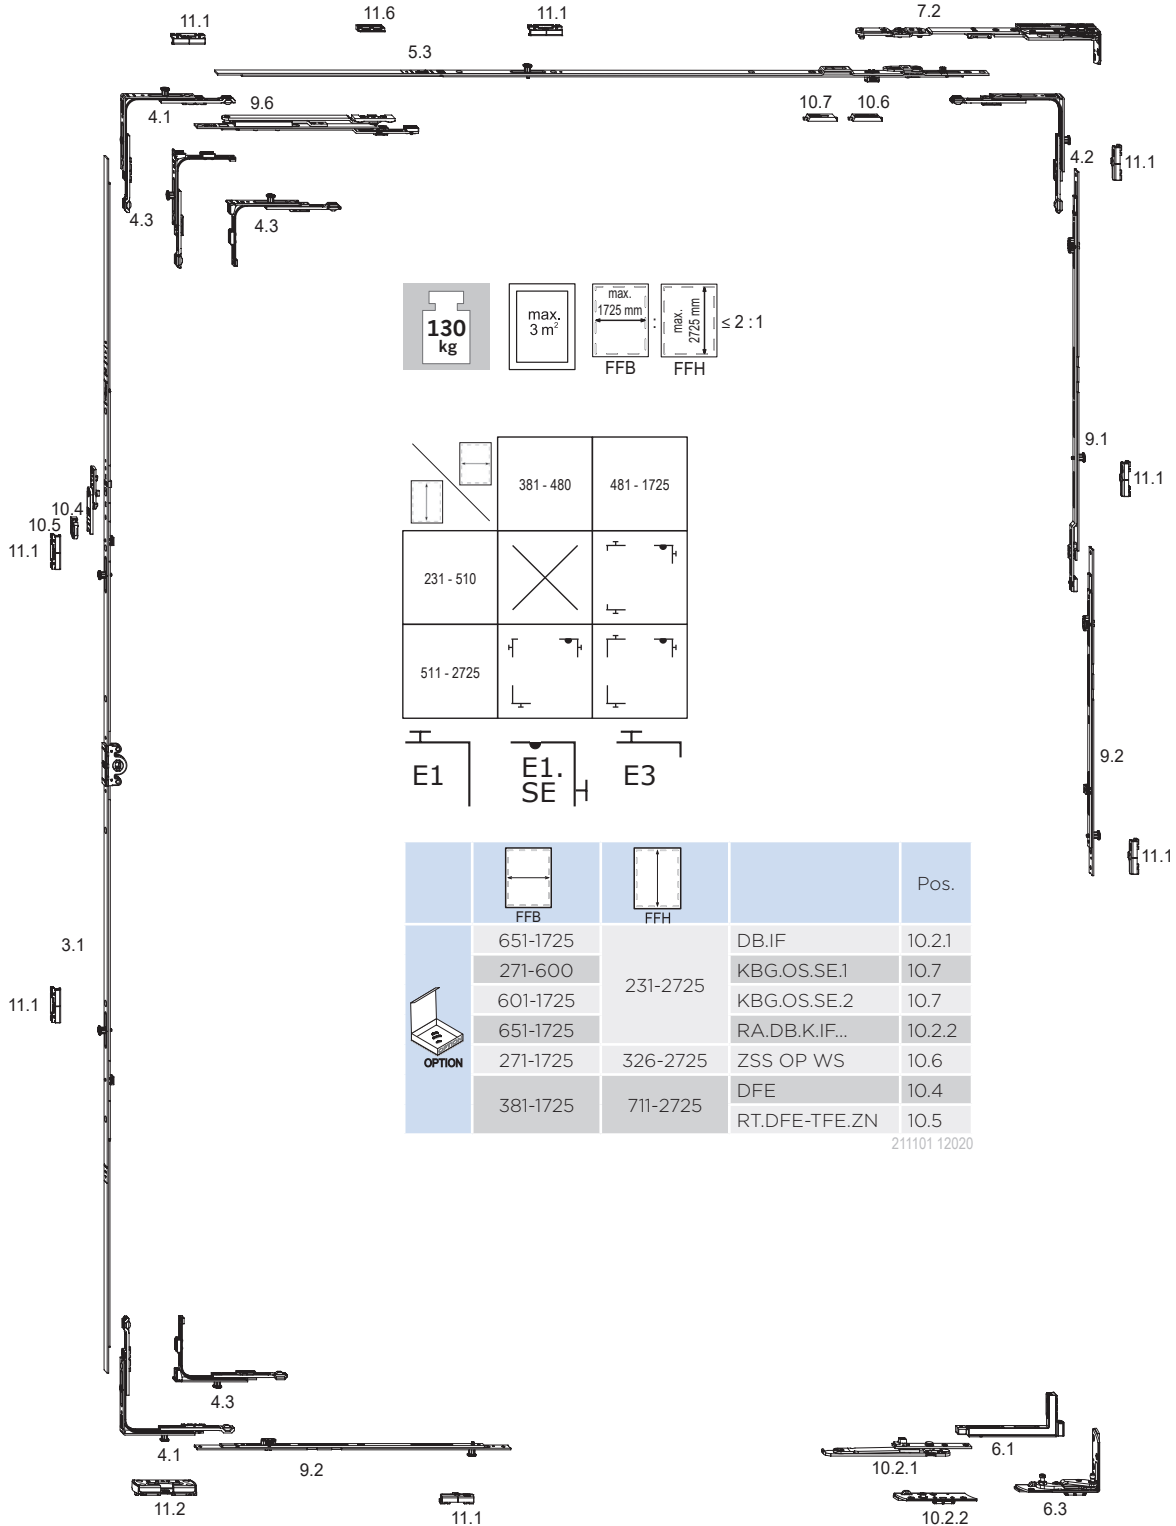 11.1
11.6
11.1
7.2
5.3
4.1
9.6
10.7
10.6
4.2
11.1
4.3
4.3
130
kg
max.
3 m²
max.
1725 mm
FFB
:
max.
2725 mm
FFH
≤ 2 : 1
9.1
11.1
10.4
10.5
11.1
381 - 480
481 - 1725
231 - 510
511 - 2725
E1
E1.
SE
E3
9.2
11.1
FFB
FFH
Pos.
OPTION
651-1725
231-2725
DB.IF
10.2.1
271-600
KBG.OS.SE.1
10.7
601-1725
KBG.OS.SE.2
10.7
651-1725
RA.DB.K.IF...
10.2.2
271-1725
326-2725
ZSS OP WS
10.6
381-1725
711-2725
DFE
10.4
RT.DFE-TFE.ZN
10.5
211101 12020
3.1
11.1
4.3
4.1
9.2
11.2
11.1
6.1
10.2.1
6.3
10.2.2